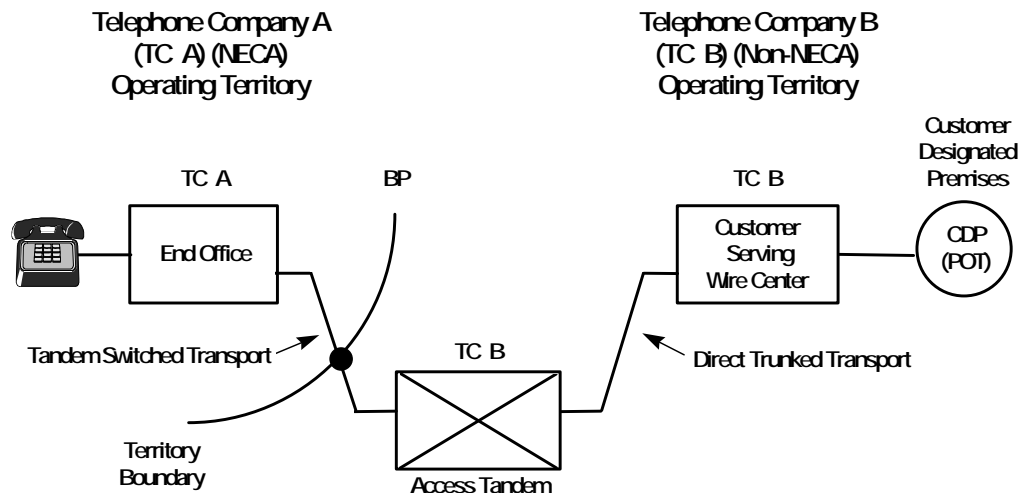 Telephone Company A
(TC A) (NECA)
Operating Territory
Telephone Company B
(TC B) (Non-NECA)
Operating Territory
Customer
Designated
Premises
TC A
BP
TC B
End Office
Customer
Serving
Wire Center
CDP
(POT)
Tandem Switched Transport
TC B
Direct Trunked Transport
Territory
Boundary
Access Tandem